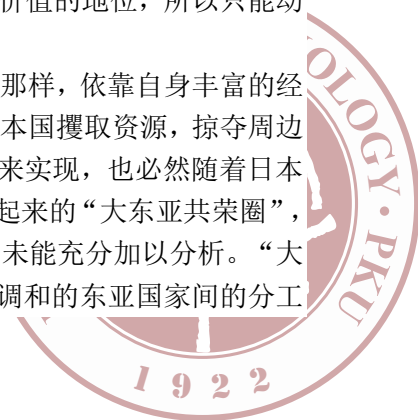 价值的地位，所以只能动
那样，依靠自身丰富的经
本国攫取资源，掠夺周边
来实现，也必然随着日本
起来的“大东亚共荣圈”，
未能充分加以分析。“大
调和的东亚国家间的分工
OLOGY · PKU
1922